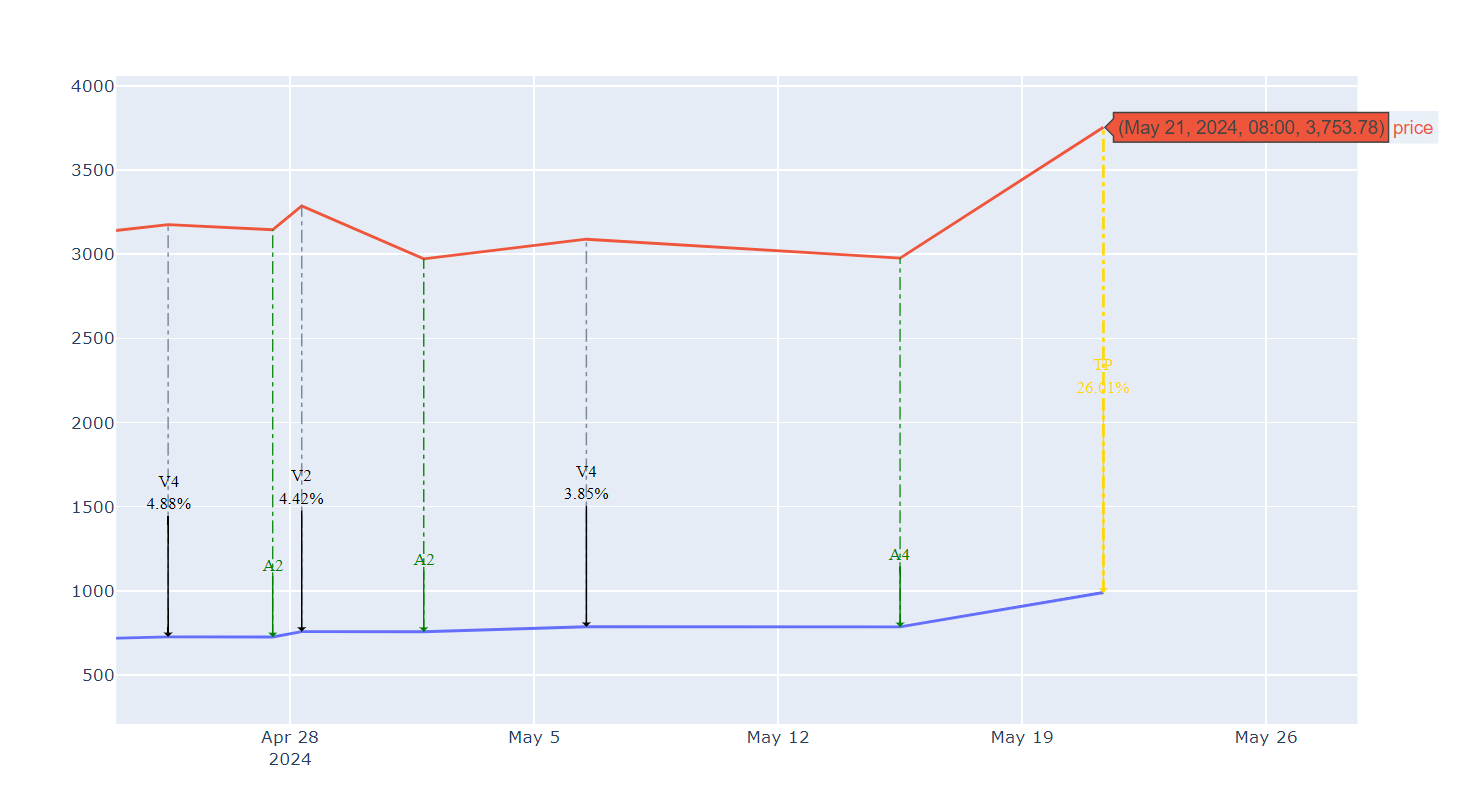 4000
(May 21, 2024, 08:00, 3,753.78) price
3500
3000
2500
TP
26.01%
2000
V4
4.88%
V2
4.42%
V4
3.85%
1500
A2
A2
A4
1000
500
Apr 28
2024
May 5
May 12
May 19
May 26